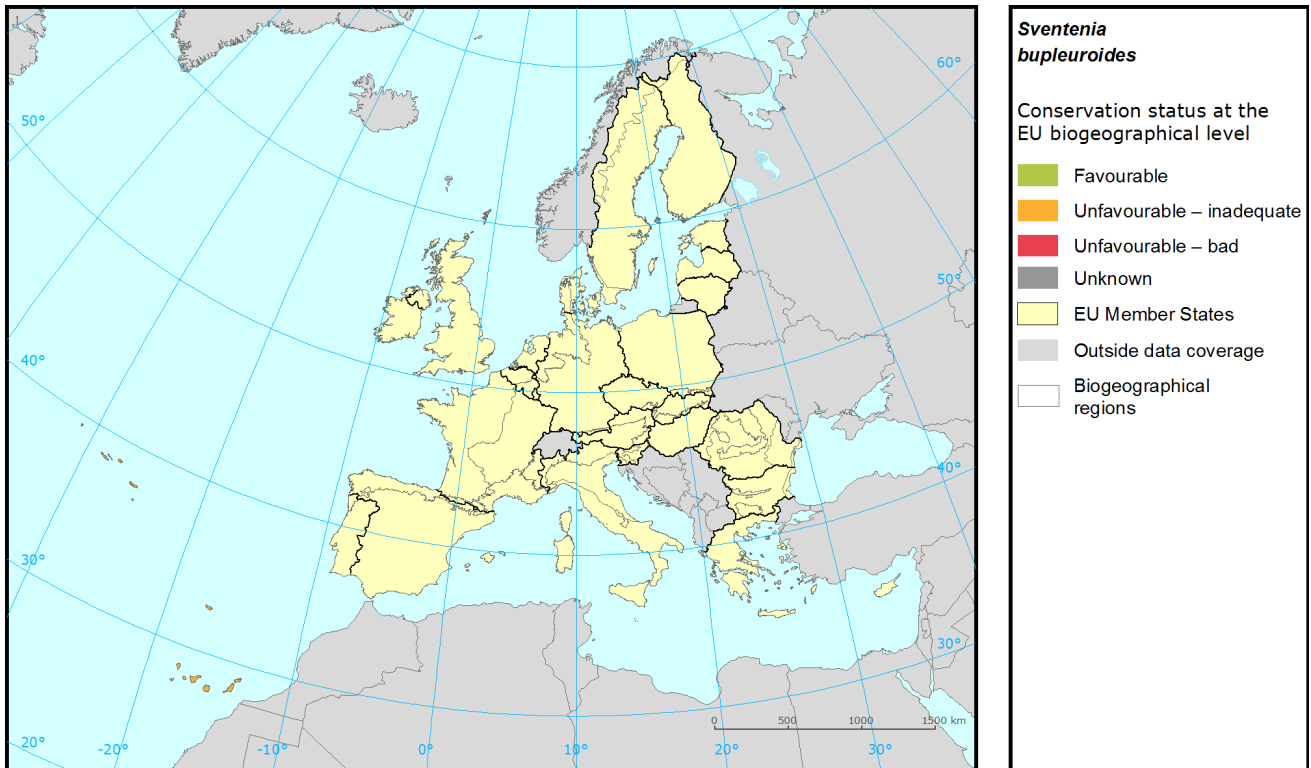 60°
50°
50°
40°
40°
30°
30°
20°
-20°
-10°
0°
10°
20°
30°
0 500 1000 1500 km
Sventenia
bupleuroides
Conservation status at the
EU biogeographical level
Favourable
Unfavourable – inadequate
Unfavourable – bad
Unknown
EU Member States
Outside data coverage
Biogeographical
regions